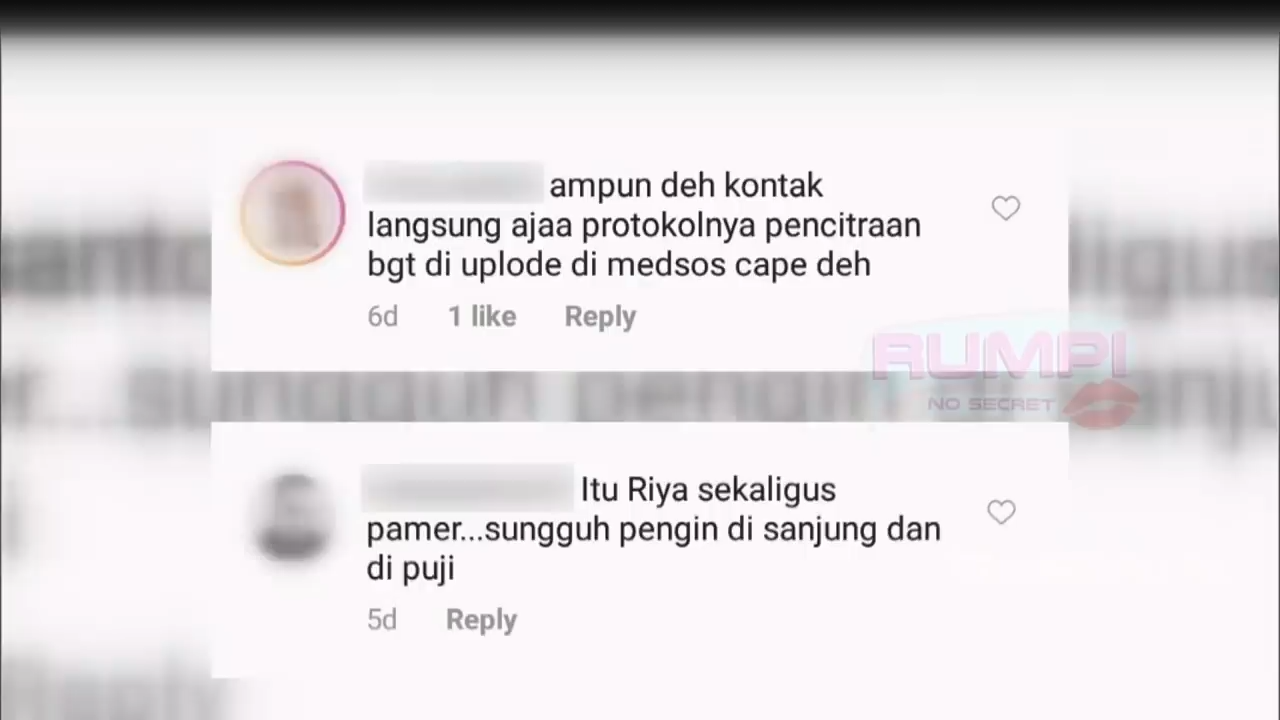 ampun deh kontak
langsung ajaa protokolnya pencitraan
bgt di uplode di medsos cape deh
6d 1 like Reply
RUMPI
NO SECRET
Itu Riya sekaligus
pamer...sungguh pengin di sanjung dan
di puji
5d Reply